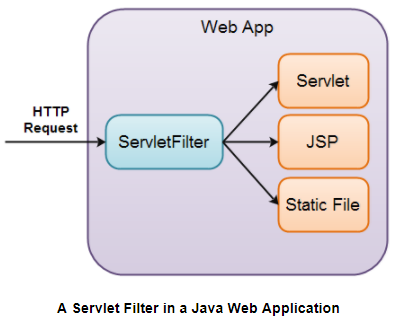 Web App
HTTP
Request
ServletFilter
Servlet
JSP
Static File
A Servlet Filter in a Java Web Application